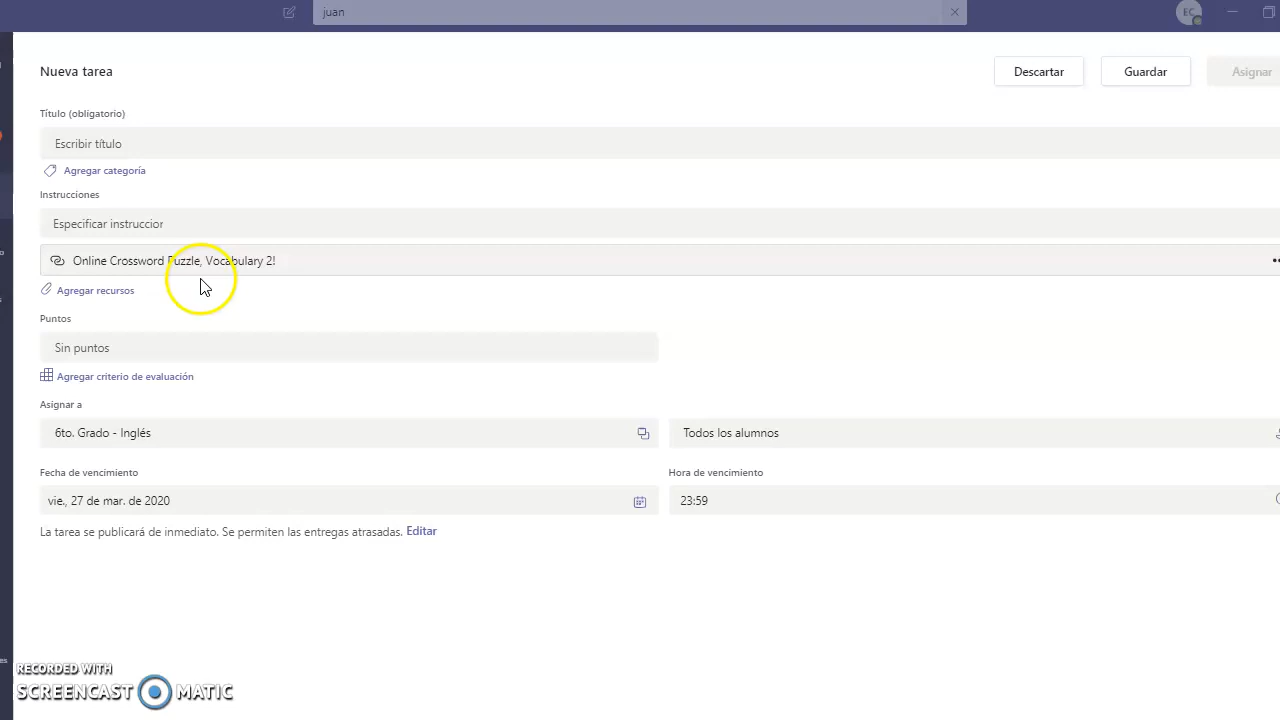 juan
EC
Nueva tarea
Descartar
Guardar
Asignar
Título (obligatorio)
Escribir título
Agregar categoría
Instrucciones
Especificar instruccior
Online Crossword Puzzle, Vocabulary 2!
Agregar recursos
Puntos
Sin puntos
Agregar criterio de evaluación
Asignar a
6to. Grado - Inglés
Todos los alumnos
Fecha de vencimiento
Hora de vencimiento
vie., 27 de mar. de 2020
23:59
La tarea se publicará de inmediato. Se permiten las entregas atrasadas. Editar
RECORDED WITH
SCREENCAST MATIC